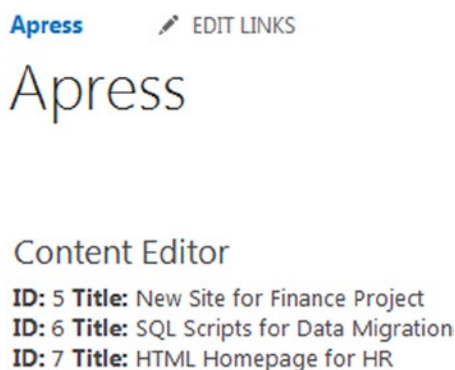 Apress EDIT LINKS
Apress
Content Editor
ID: 5 Title: New Site for Finance Project
ID: 6 Title: SQL Scripts for Data Migration
ID: 7 Title: HTML Homepage for HR